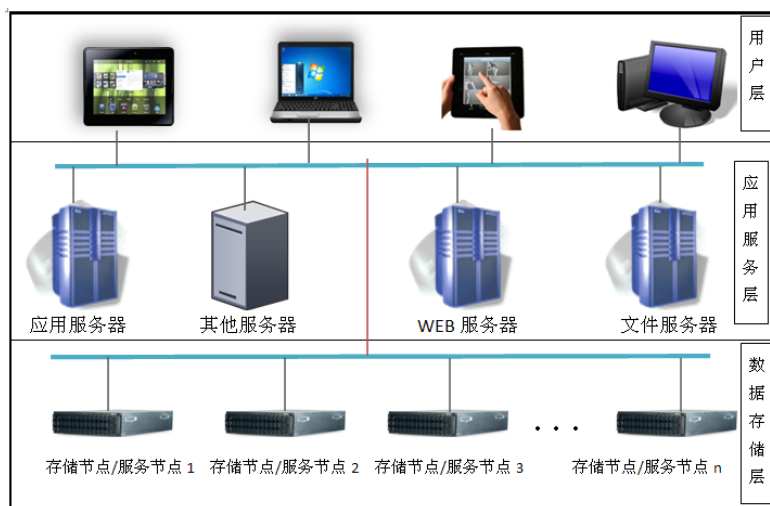 用户层
应用服务层
应用服务器
其他服务器
WEB 服务器
文件服务器
数据存储层
存储节点/服务节点 1
存储节点/服务节点 2
存储节点/服务节点 3
...
存储节点/服务节点 n